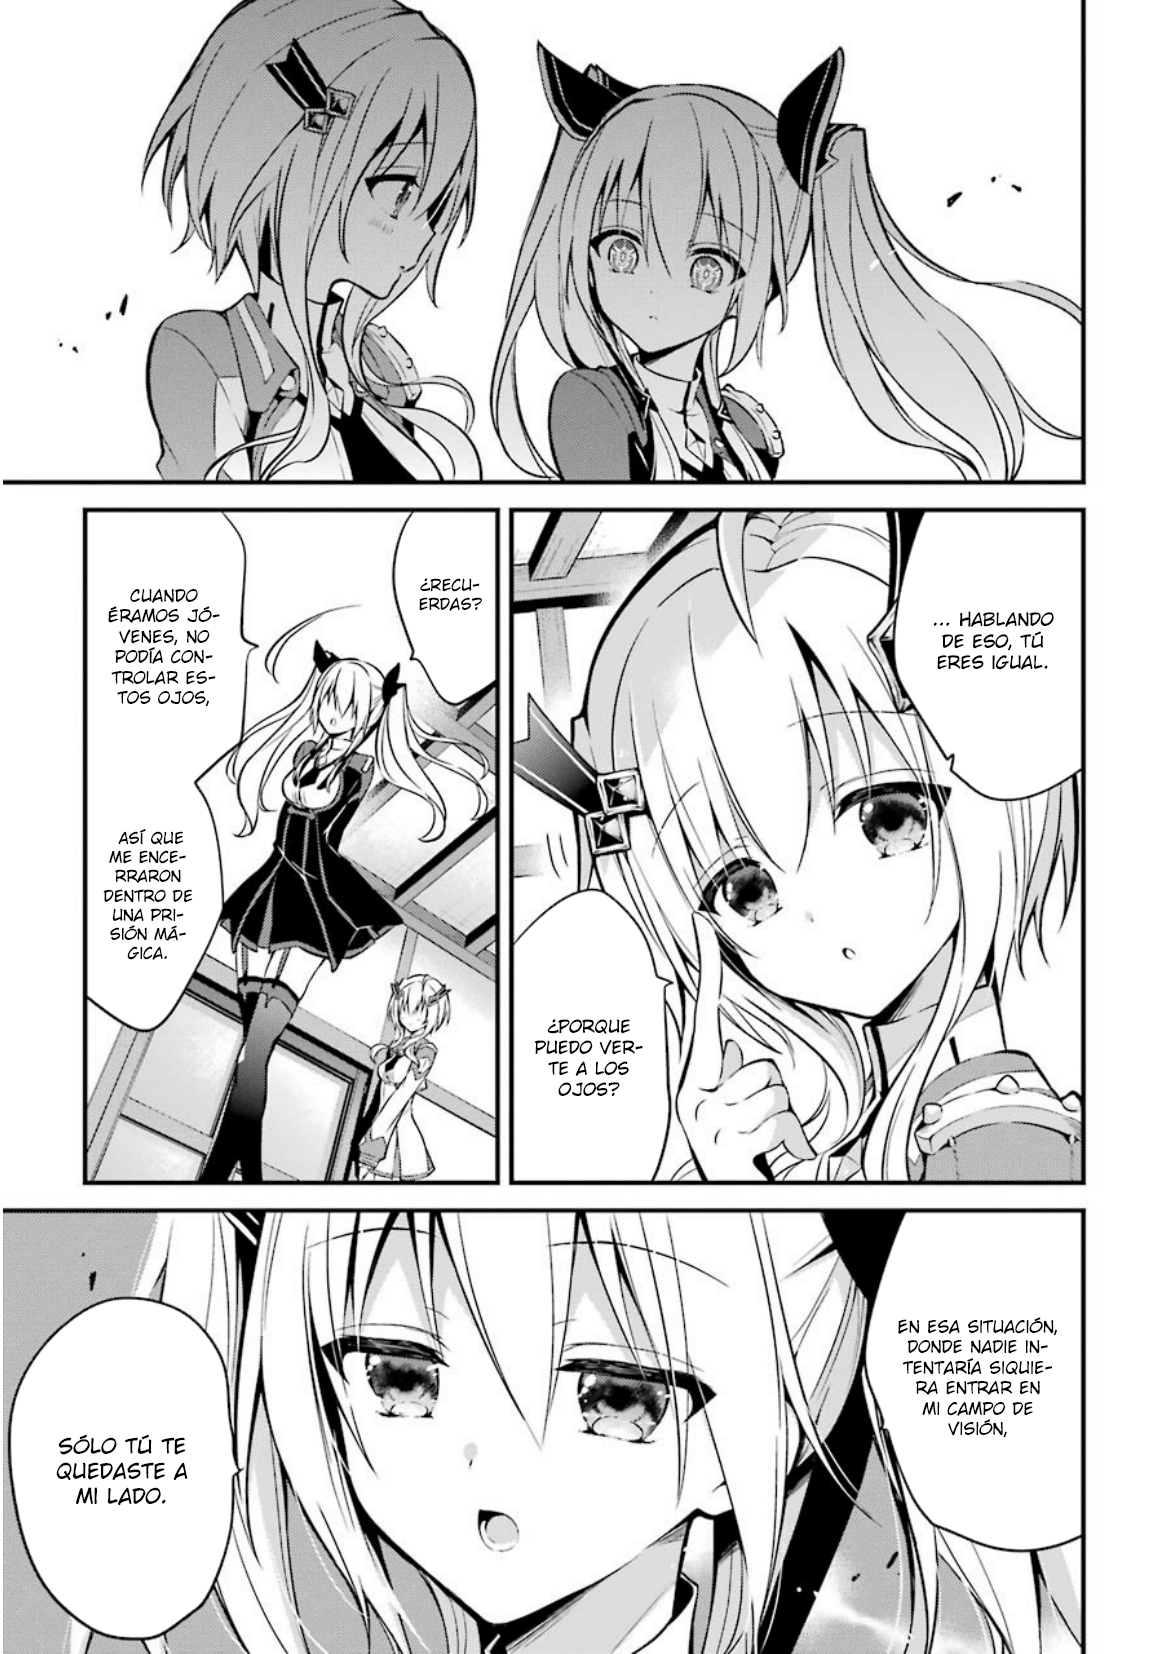 ... HABLANDO
DE ESO, TÚ
ERES IGUAL.
¿PORQUE
PUEDO VER-
TE A LOS
OJOS?
¿RECU-
ERDAS?
CUANDO
ÉRAMOS JÓ-
VENES, NO
PODÍA CON-
TROLAR ES-
TOS OJOS,
ASÍ QUE
ME ENCE-
RRARON
DENTRO DE
UNA PRI-
SIÓN MÁ-
GICA.
EN ESA SITUACIÓN,
DONDE NADIE IN-
TENTARÍA SIQUIE-
RA ENTRAR EN
MI CAMPO DE
VISIÓN,
SÓLO TÚ TE
QUEDASTE A
MI LADO.